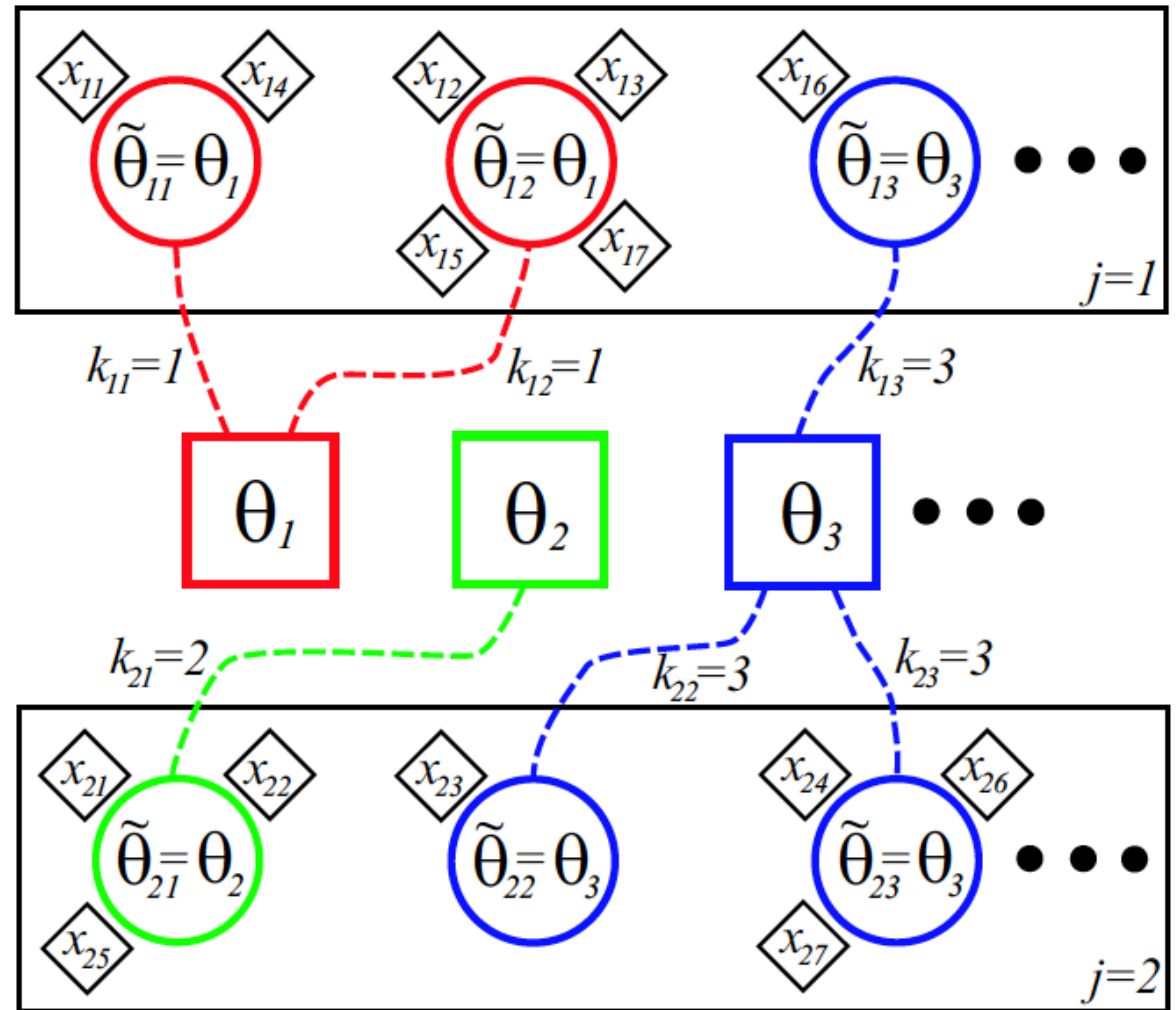 x₁₁ x₁₄ x₁₂ x₁₃ x₁₆
θ̃₁₁=θ₁ θ̃₁₂=θ₁ θ̃₁₃=θ₃
x₁₅ x₁₇
j=1
k₁₁=1 k₁₂=1 k₁₃=3
θ₁ θ₂ θ₃
k₂₁=2 k₂₂=3 k₂₃=3
x₂₁ x₂₂ x₂₃ x₂₄ x₂₆
θ̃₂₁=θ₂ θ̃₂₂=θ₃ θ̃₂₃=θ₃
x₂₅ x₂₇
j=2